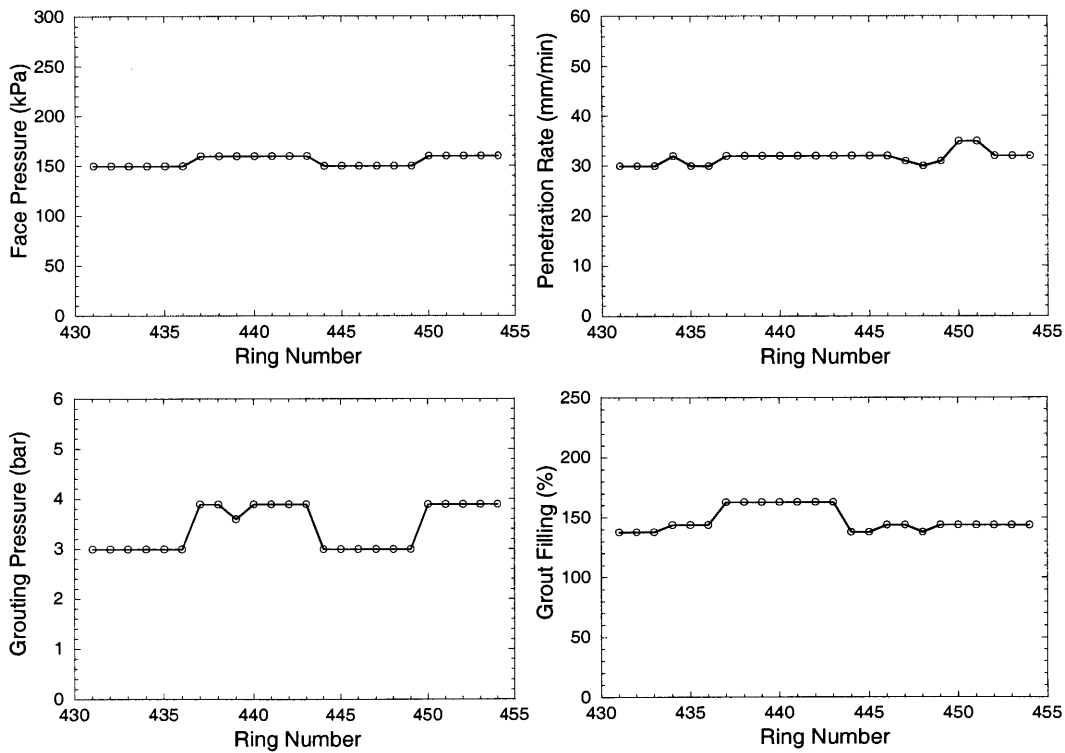 Face Pressure (kPa)
300
250
200
150
100
50
0
430 435 440 445 450 455
Ring Number
Penetration Rate (mm/min)
60
50
40
30
20
10
0
430 435 440 445 450 455
Ring Number
Grouting Pressure (bar)
6
5
4
3
2
1
0
430 435 440 445 450 455
Ring Number
Grout Filling (%)
250
200
150
100
50
0
430 435 440 445 450 455
Ring Number